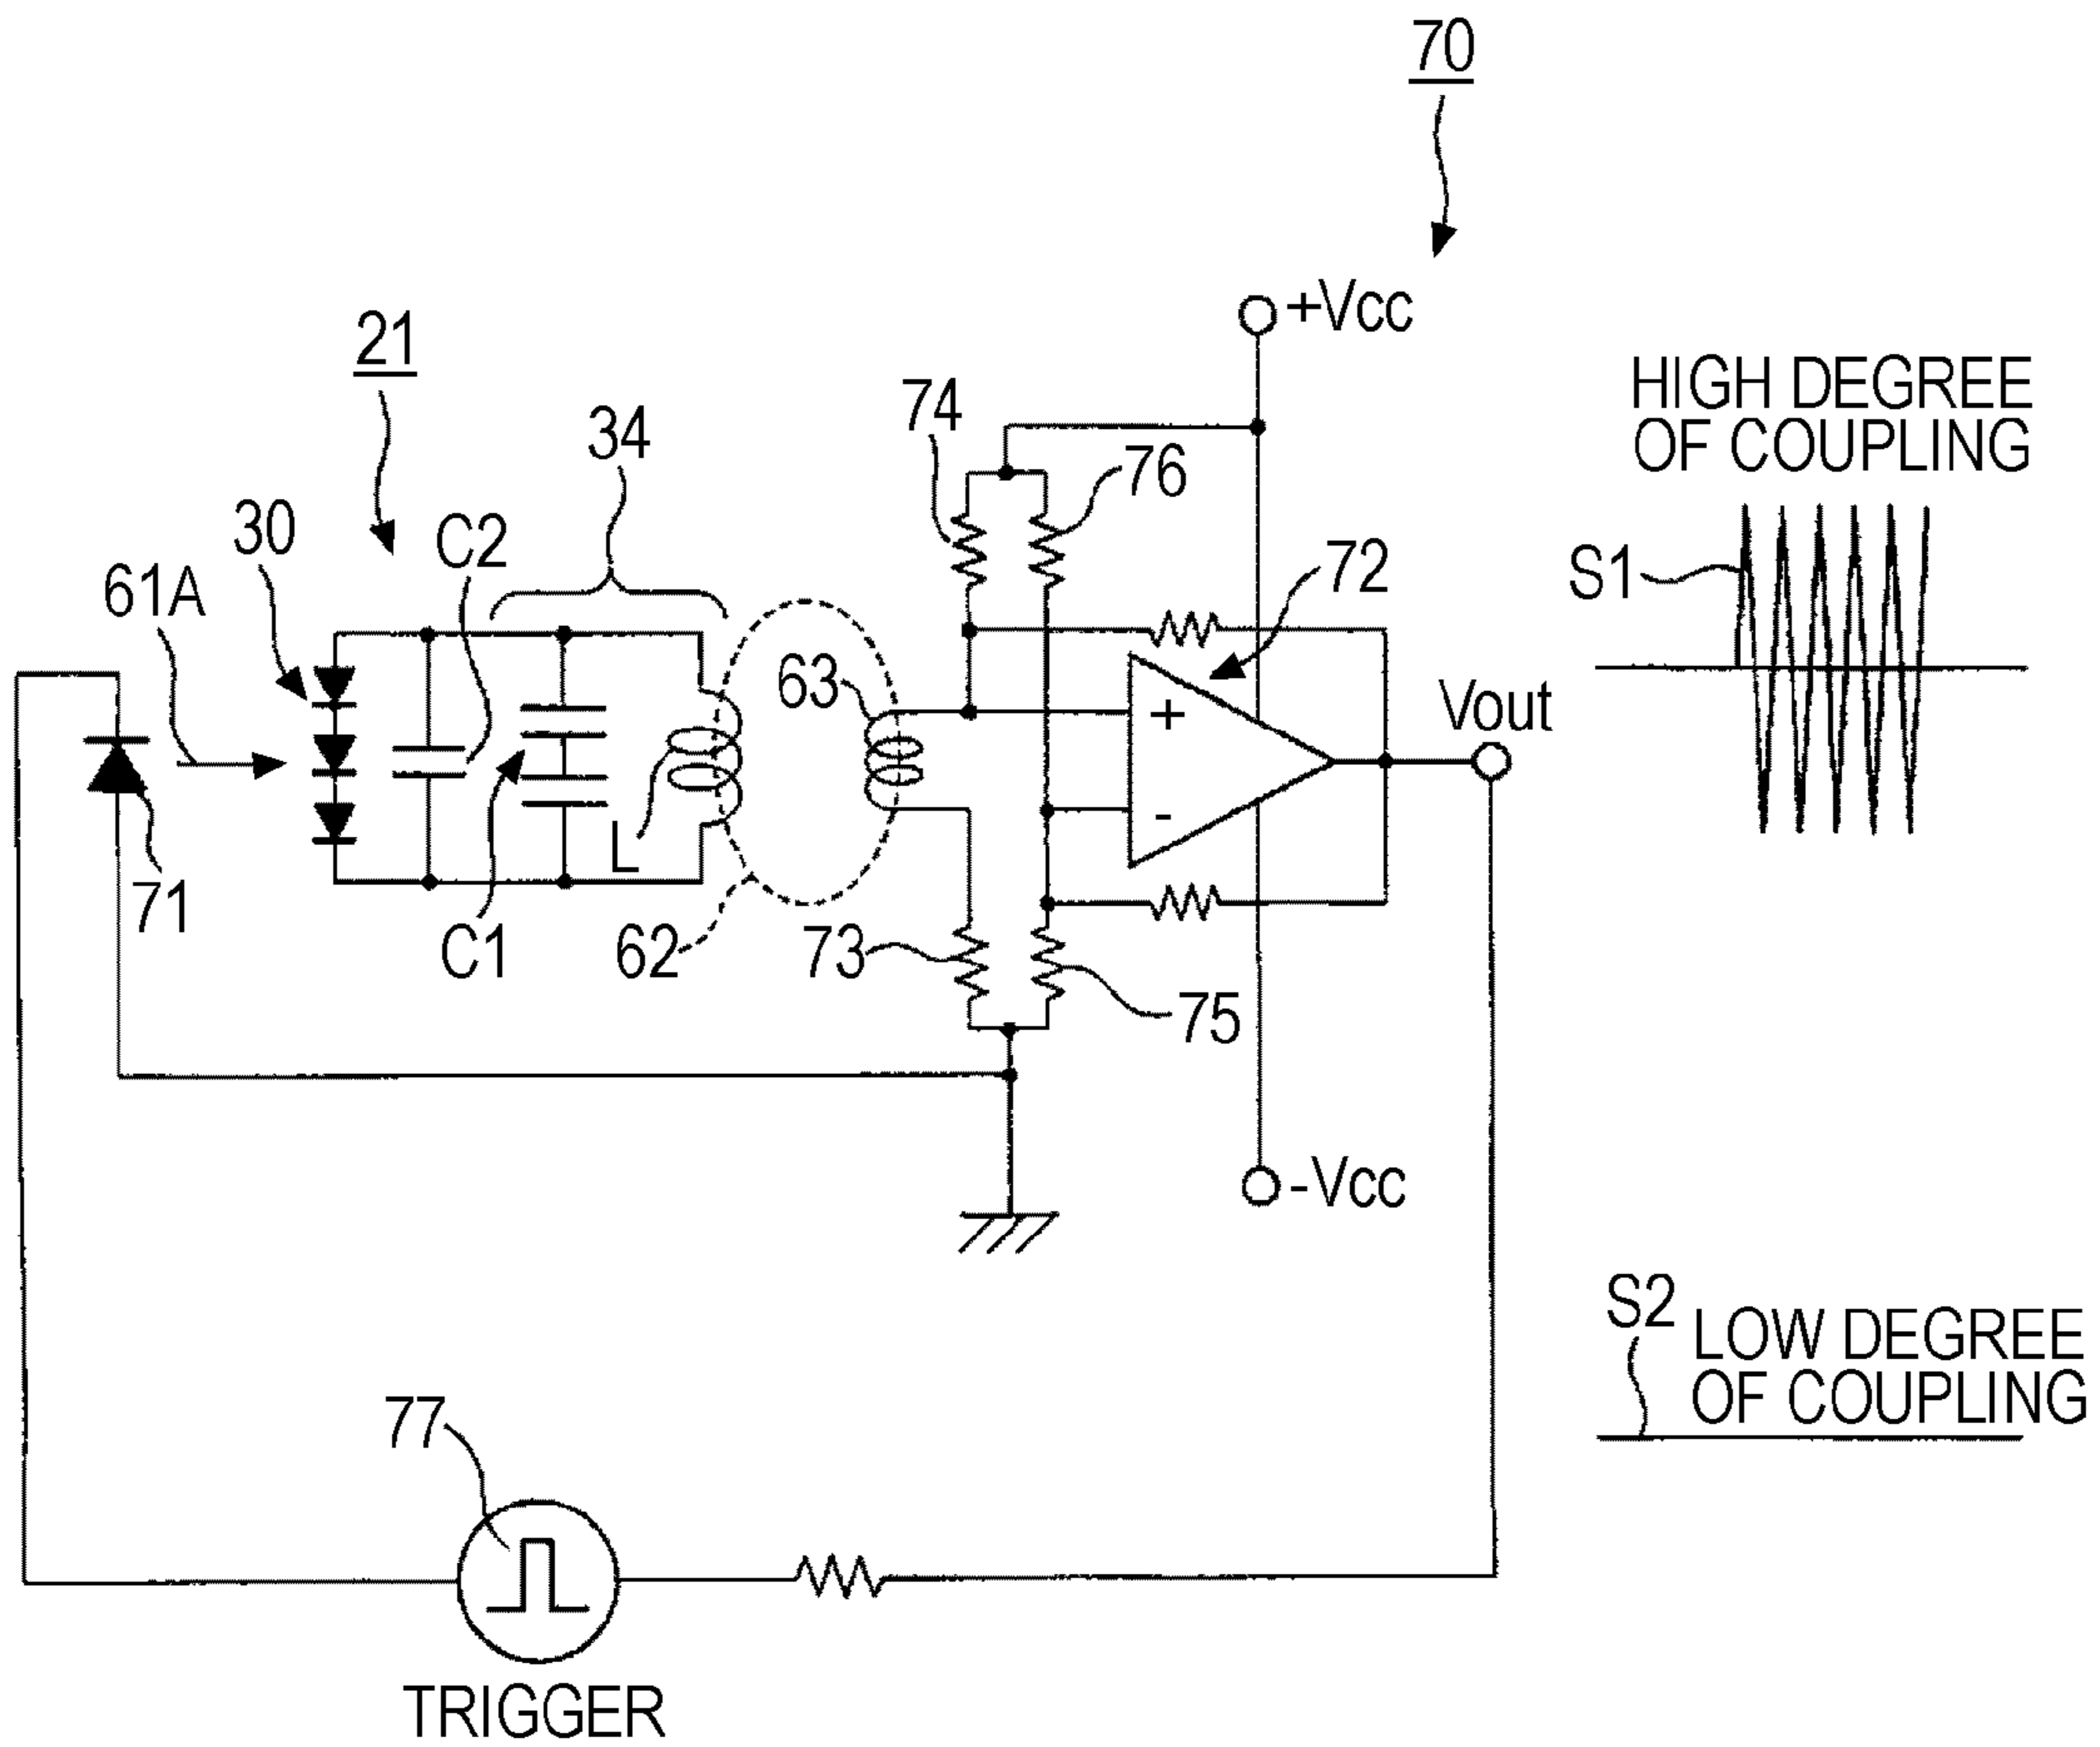 70
+Vcc
21
74
34
76
HIGH DEGREE
OF COUPLING
30
C2
72
S1
61A
63
Vout
+
-
L
71
C1
62
73
75
-Vcc
S2
LOW DEGREE
OF COUPLING
77
TRIGGER